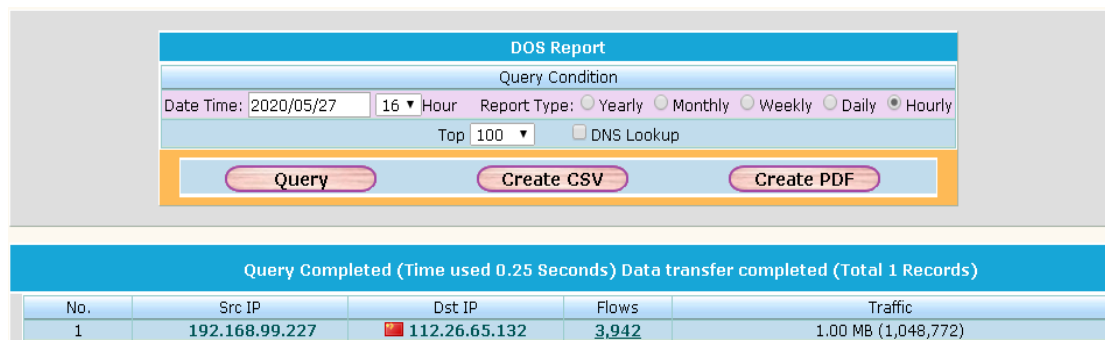 DOS Report
Query Condition
Date Time: 2020/05/27 16 Hour Report Type: Yearly Monthly Weekly Daily Hourly
Top 100 DNS Lookup
Query Create CSV Create PDF
Query Completed (Time used 0.25 Seconds) Data transfer completed (Total 1 Records)
No. Src IP Dst IP Flows Traffic
1 192.168.99.227 112.26.65.132 3,942 1.00 MB (1,048,772)